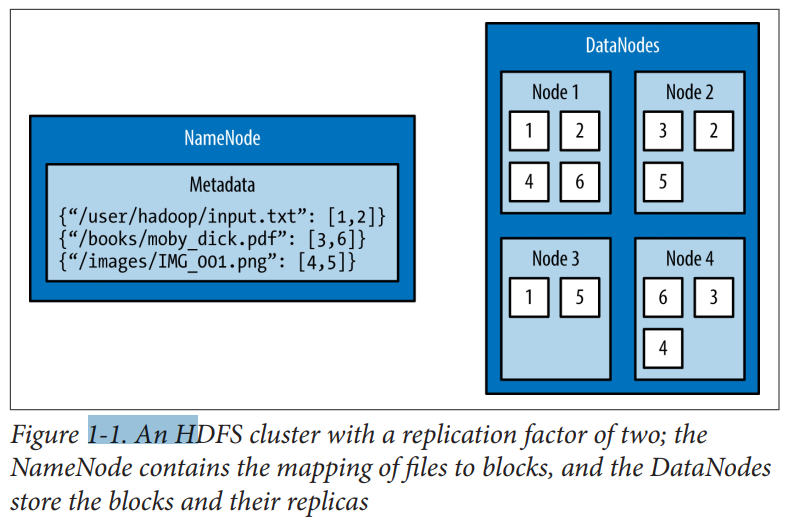 NameNode
Metadata
{“/user/hadoop/input.txt”: [1,2]}
{“/books/moby_dick.pdf”: [3,6]}
{“/images/IMG_001.png”: [4,5]}
DataNodes
Node 1
1 2
4 6
Node 2
3 2
5
Node 3
1 5
Node 4
6 3
4
Figure 1-1. An HDFS cluster with a replication factor of two; the
NameNode contains the mapping of files to blocks, and the DataNodes
store the blocks and their replicas